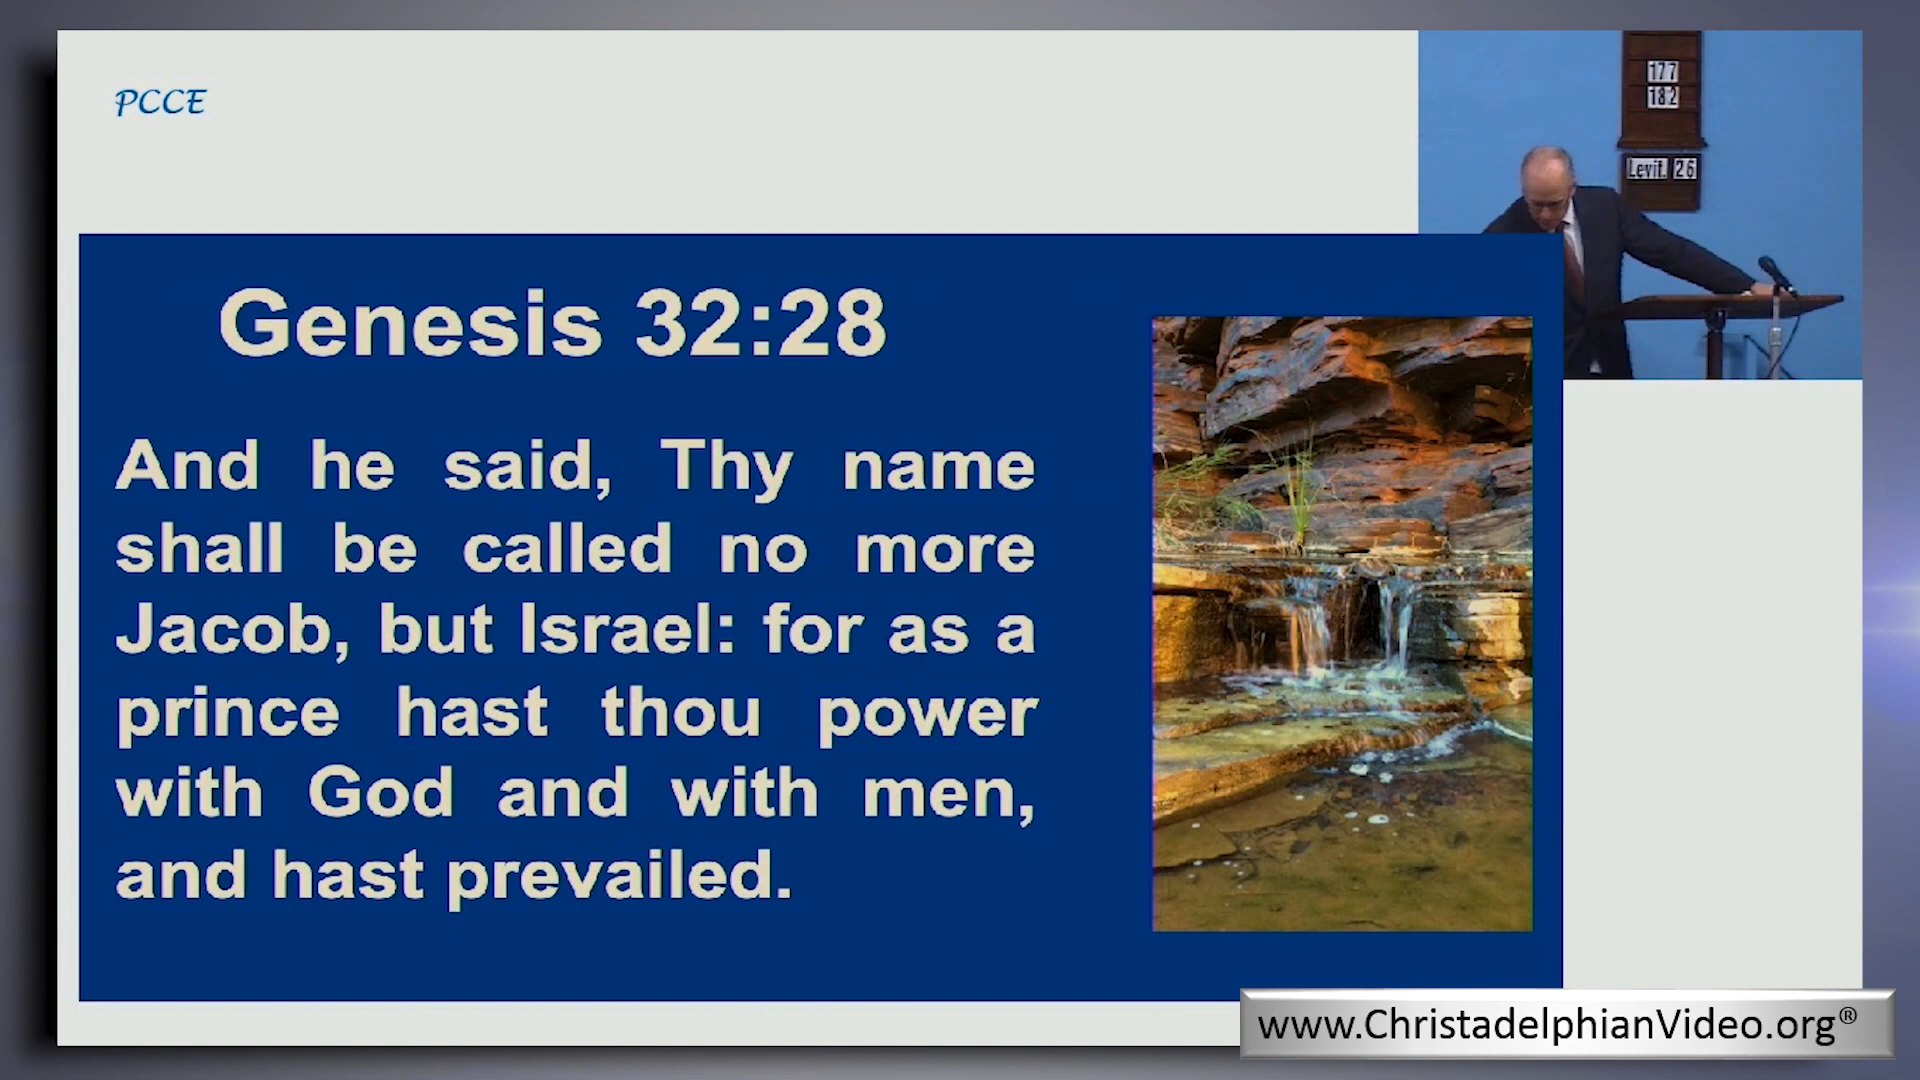 PCCE
177
182
Levit. 26
Genesis 32:28
And he said, Thy name
shall be called no more
Jacob, but Israel: for as a
prince hast thou power
with God and with men,
and hast prevailed.
www.ChristadelphianVideo.org®